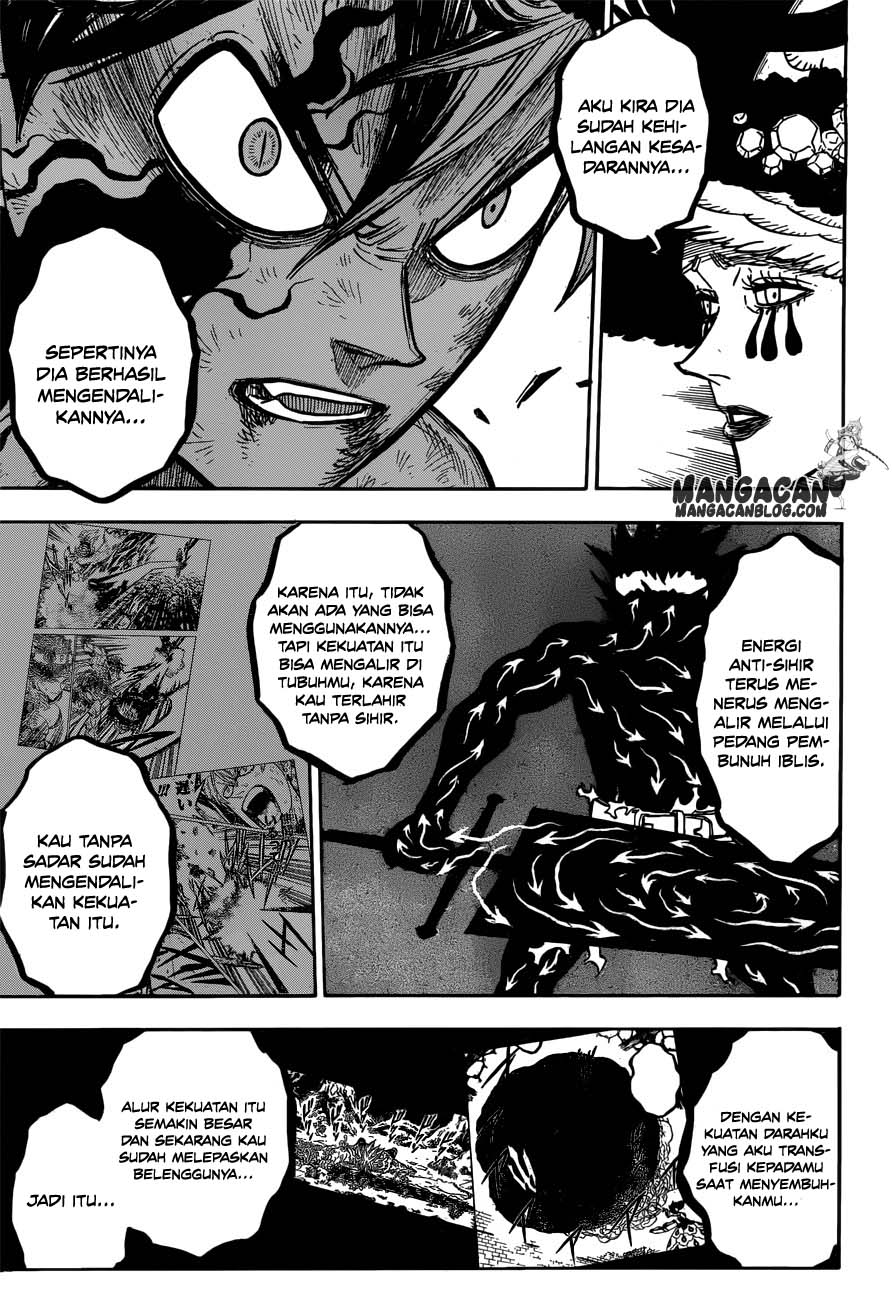 AKU KIRA DIA
SUDAH KEHI-
LANGAN KESA-
DARANNYA...
SEPERTINYA
DIA BERHASIL
MENGENDALI-
KANNYA...
MANGACAN
MANGACANBLOG.COM
ENERGI
ANTI-SIHIR
TERUS ME-
NERUS MENG-
ALIR MELALUI
PEDANG PEM-
BUNUH IBLIS.
KARENA ITU, TIDAK
AKAN ADA YANG BISA
MENGGUNAKANNYA...
TAPI KEKUATAN ITU
BISA MENGALIR DI
TUBUHMU, KARENA
KAU TERLAHIR
TANPA SIHIR.
KAU TANPA
SADAR SUDAH
MENGENDALI-
KAN KEKUA-
TAN ITU.
DENGAN KE-
KUATAN DARAHKU
YANG AKU TRANS-
FUSI KEPADAMU
SAAT MENYEMBUH-
KANMU...
ALUR KEKUATAN ITU
SEMAKIN BESAR
DAN SEKARANG KAU
SUDAH MELEPASKAN
BELENGGUNYA...
JADI ITU...